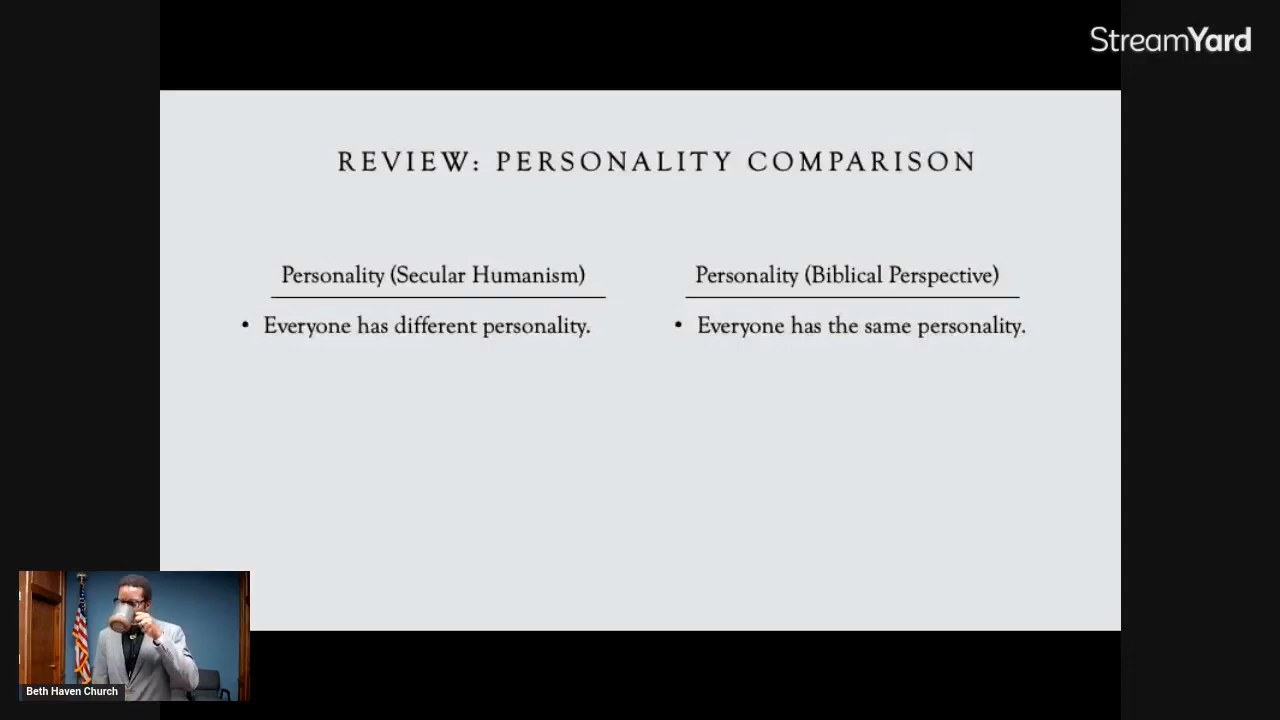 StreamYard
REVIEW: PERSONALITY COMPARISON
Personality (Secular Humanism)
Personality (Biblical Perspective)
• Everyone has different personality.
• Everyone has the same personality.
Beth Haven Church